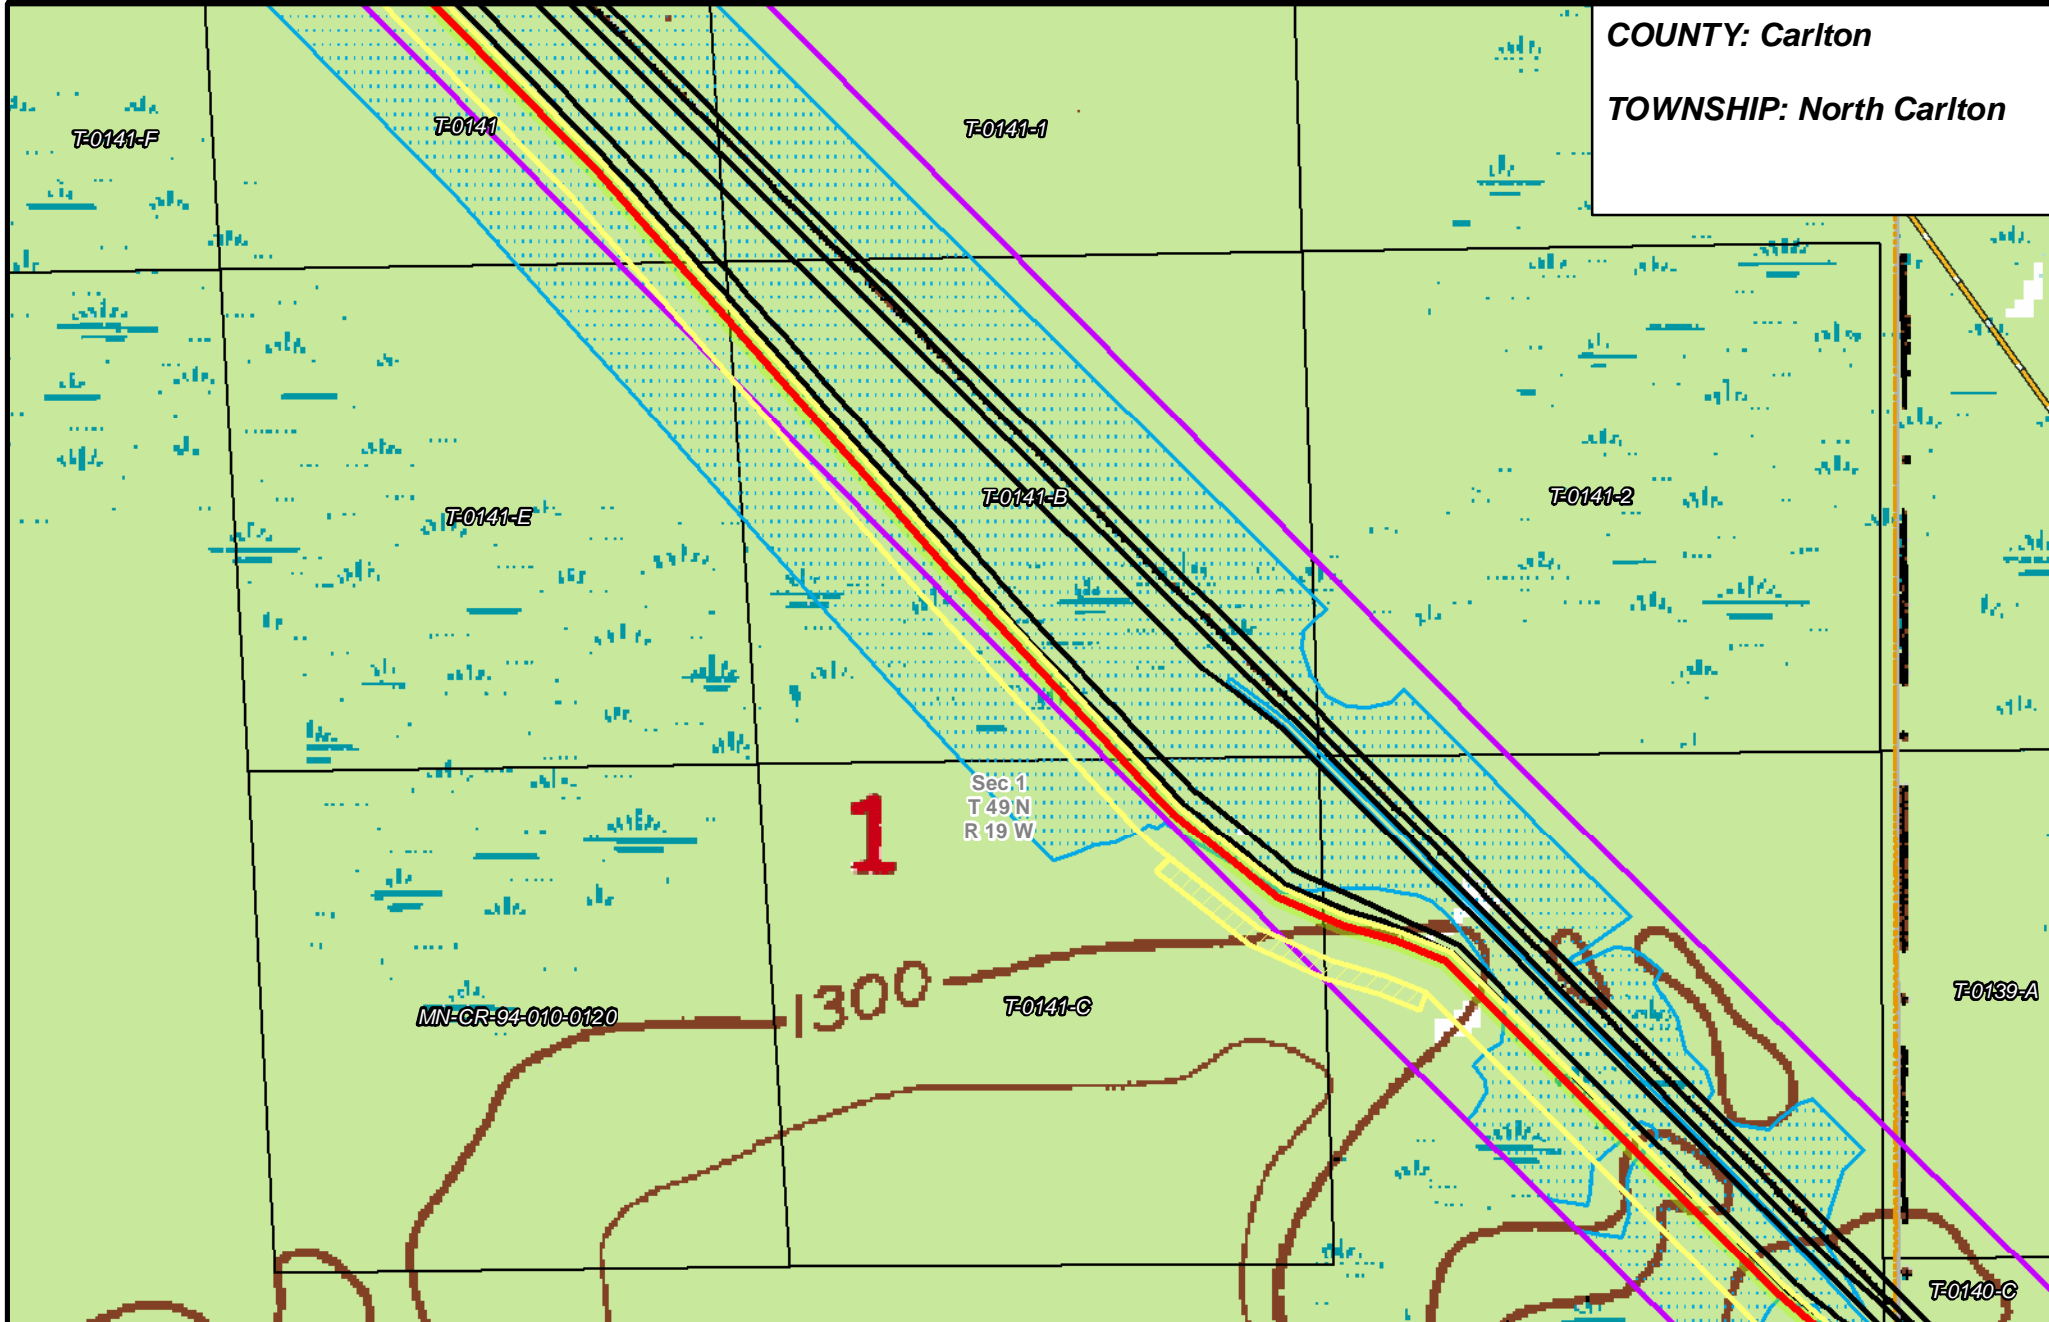 COUNTY: Carlton
TOWNSHIP: North Carlton
T-0141-F
T-0141
T-0141-1
T-0141-E
T-0141-B
T-0141-2
1
Sec 1
T 49 N
R 19 W
1300
MN-CR-94-010-0120
T-0141-C
T-0139-A
T-0140-C